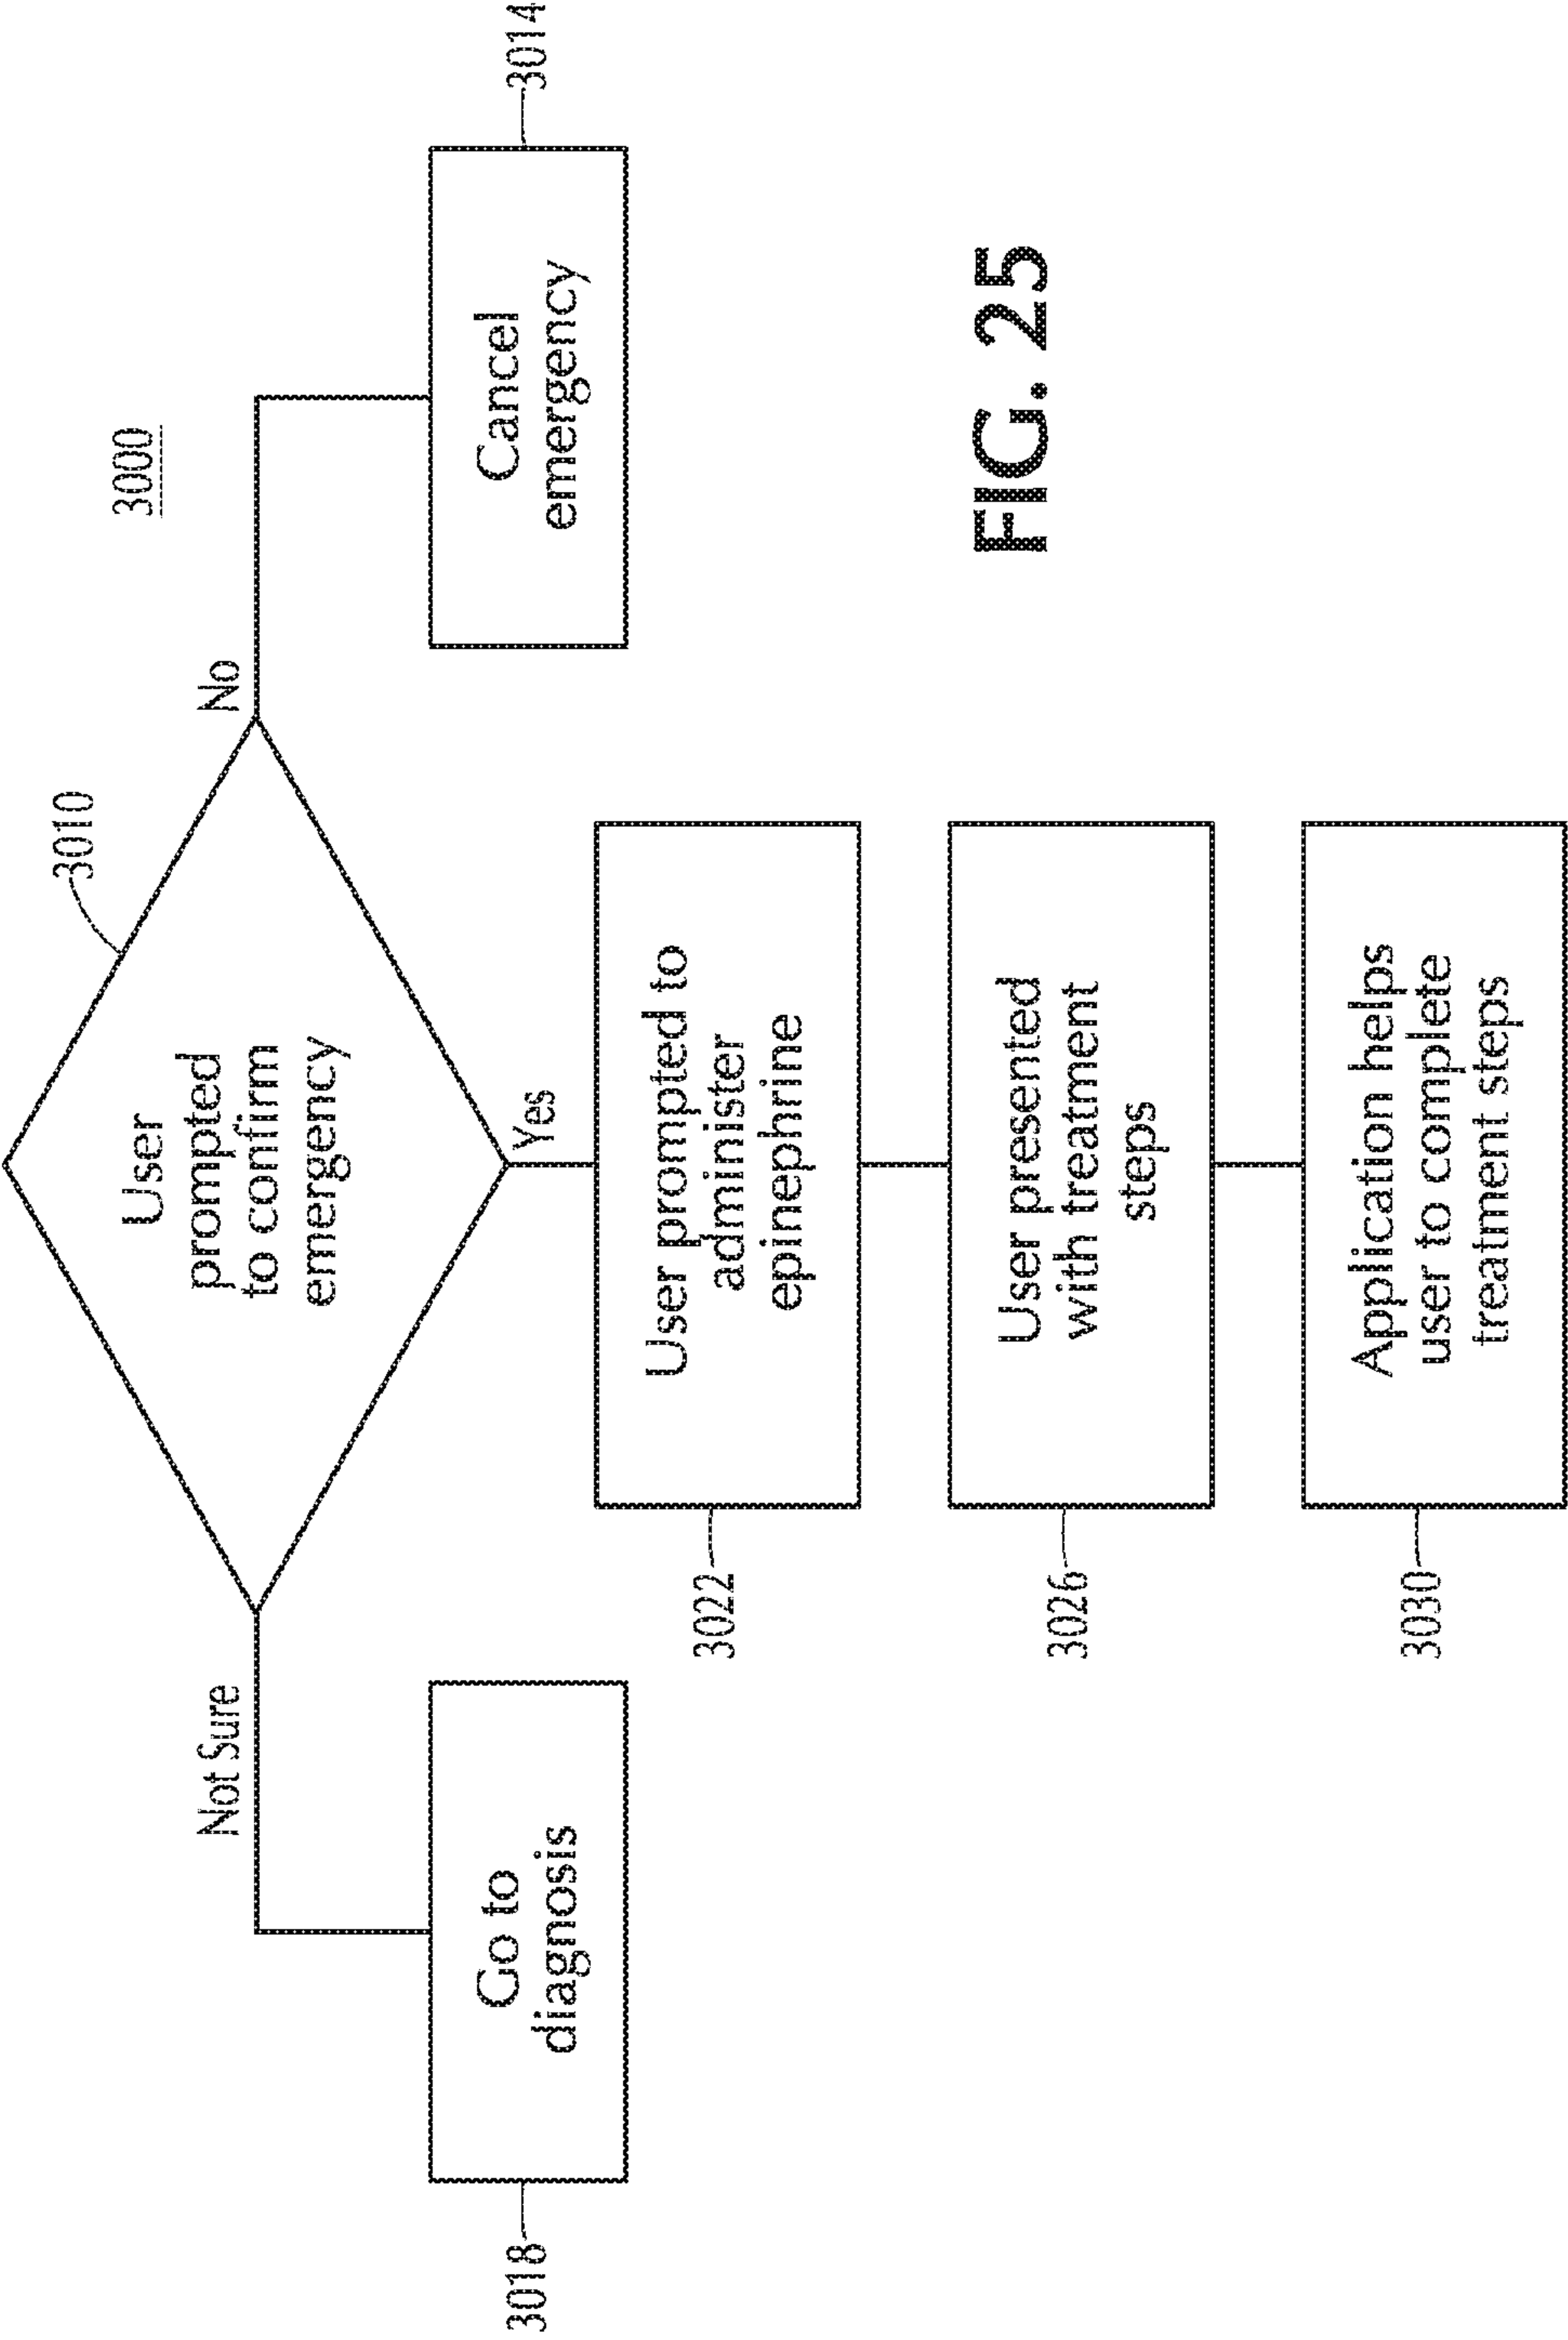 3000
3010
User
prompted
to confirm
emergency
Not Sure
No
Yes
Go to
diagnosis
3018
Cancel
emergency
3014
User prompted to
administer
epinephrine
3022
User presented
with treatment
steps
3026
Application helps
user to complete
treatment steps
3030
FIG. 25